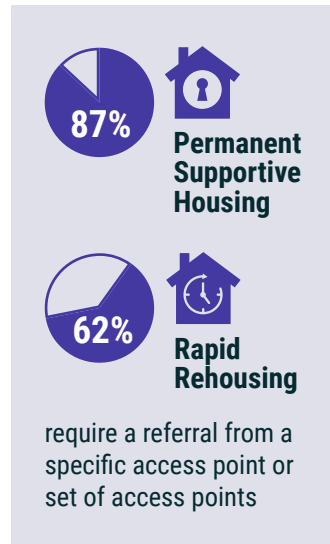 87%
Permanent
Supportive
Housing
62%
Rapid
Rehousing
require a referral from a
specific access point or
set of access points